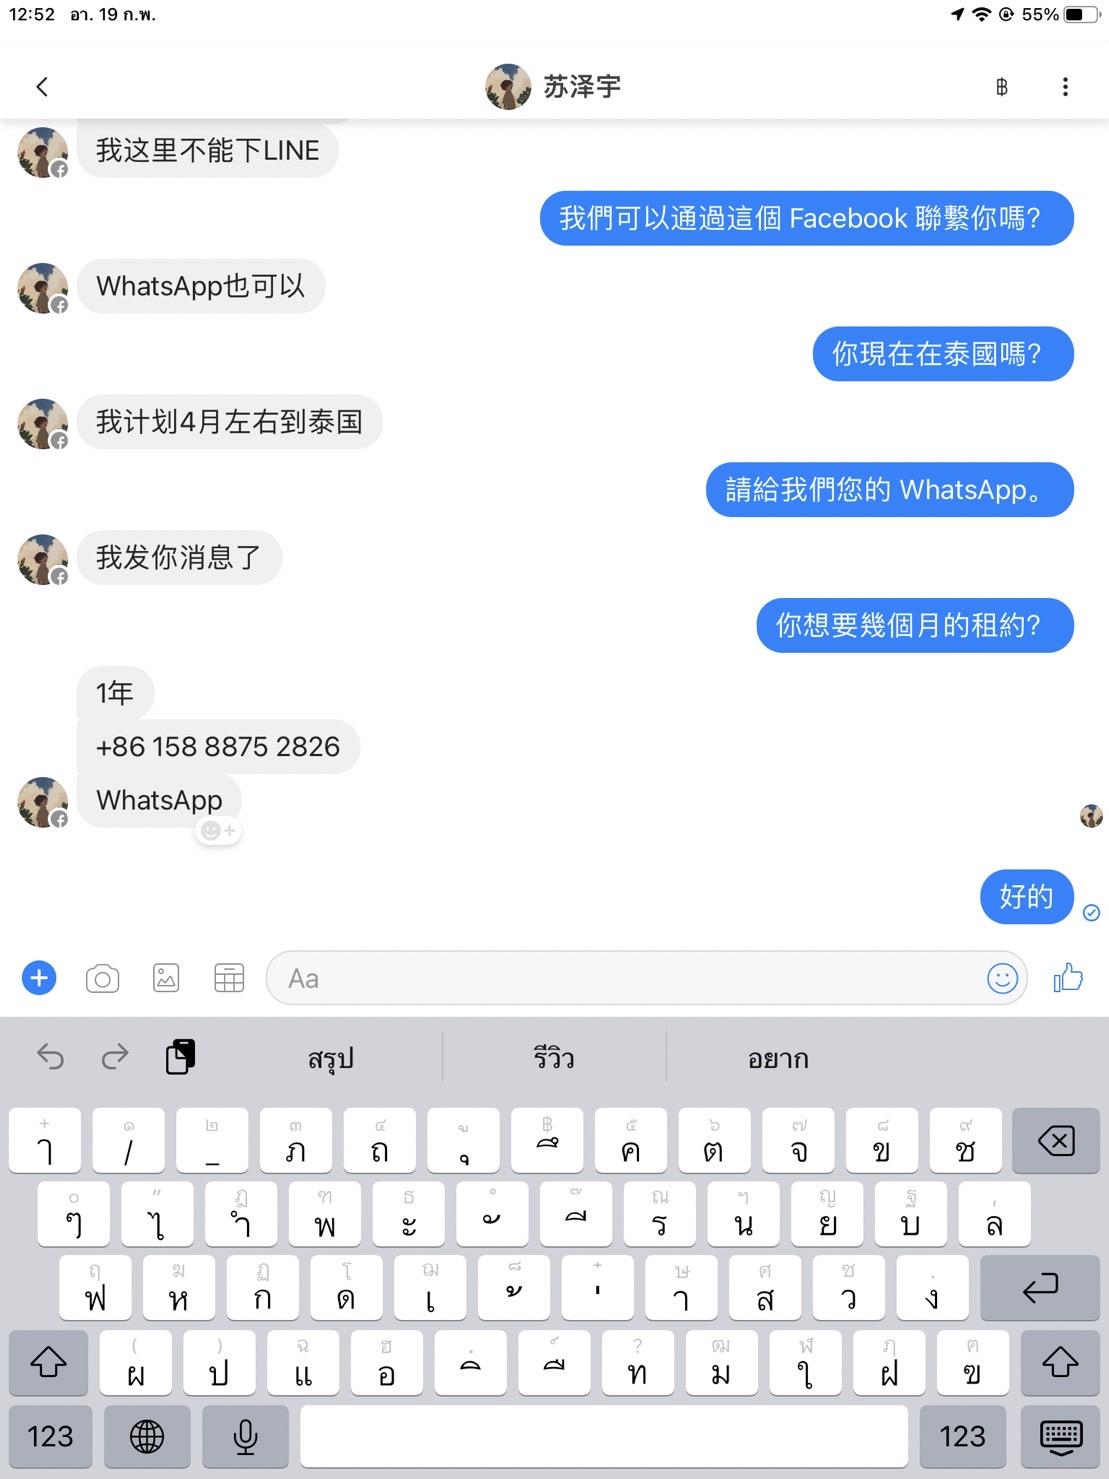 12:52 อา. 19 ก.พ. 55%
苏泽宇 ฿
我这里不能下LINE
我們可以通過這個 Facebook 聯繫你嗎?
WhatsApp也可以
你現在在泰國嗎?
我计划4月左右到泰国
請給我們您的 WhatsApp。
我发你消息了
你想要幾個月的租約?
1年
+86 158 8875 2826
WhatsApp
好的
Aa
สรุป รีวิว อยาก
+ ๑ ๒ ๓ ๔ ู ฿ ๕ ๖ ๗ ๘ ๙
ๅ / _ ภ ถ ุ ึ ค ต จ ข ช
๐ " ฎ ฑ ธ ํ ๊ ณ ฯ ญ ฐ ,
ๆ ไ ำ พ ะ ั ี ร น ย บ ล
ฤ ฆ ฏ โ ฌ ็ ๋ ษ ศ ซ .
ฟ ห ก ด เ ้ ่ า ส ว ง
( ) ฉ ฮ ฺ ์ ? ฒ ฬ ฦ ฅ
ผ ป แ อ ิ ื ท ม ใ ฝ ฃ
123 123